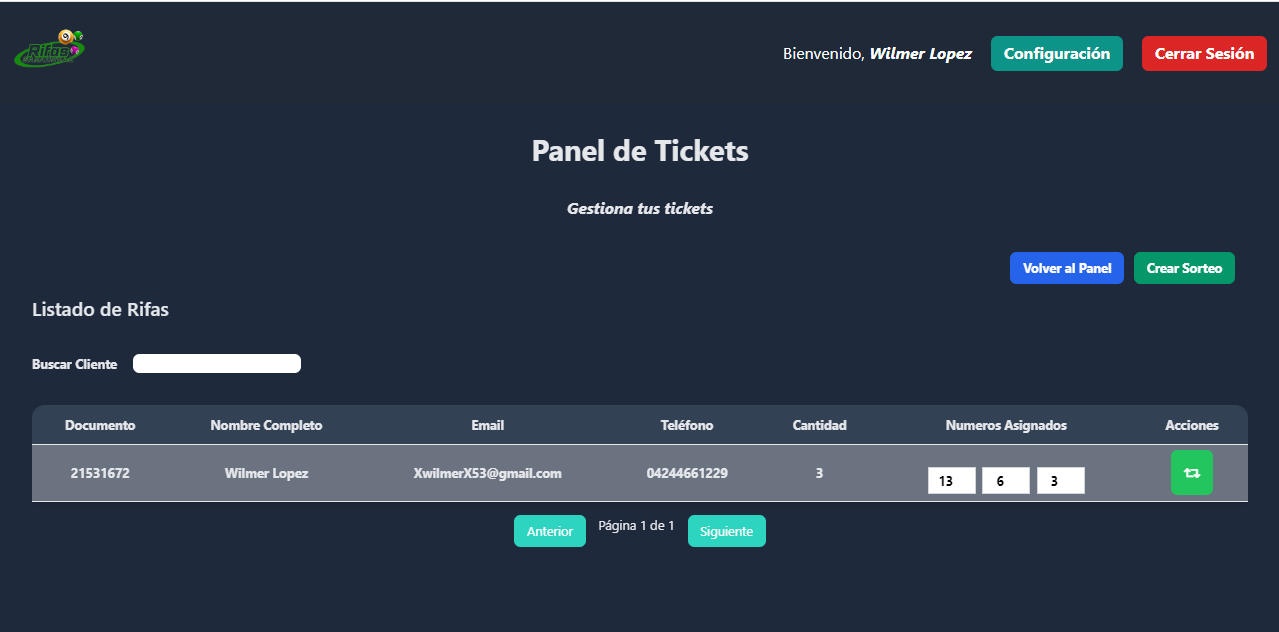 Rifas
Bienvenido, Wilmer Lopez
Configuración
Cerrar Sesión
Panel de Tickets
Gestiona tus tickets
Volver al Panel
Crear Sorteo
Listado de Rifas
Buscar Cliente
Documento Nombre Completo Email Teléfono Cantidad Numeros Asignados Acciones
21531672 Wilmer Lopez XwilmerX53@gmail.com 04244661229 3 13 6 3
Anterior Página 1 de 1 Siguiente